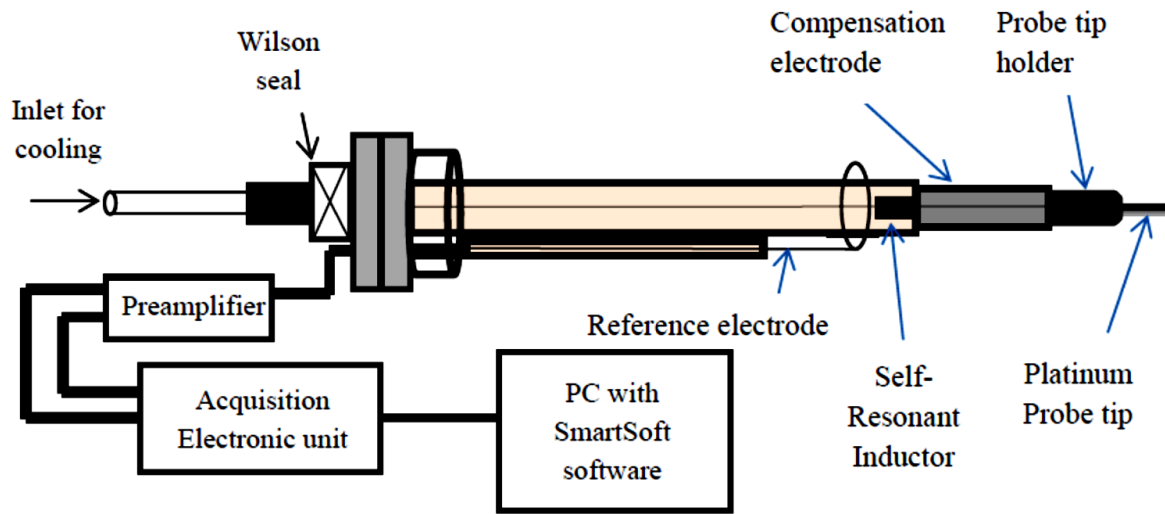 Wilson
seal
Inlet for
cooling
Compensation
electrode
Probe tip
holder
Preamplifier
Reference electrode
Acquisition
Electronic unit
PC with
SmartSoft
software
Self-
Resonant
Inductor
Platinum
Probe tip